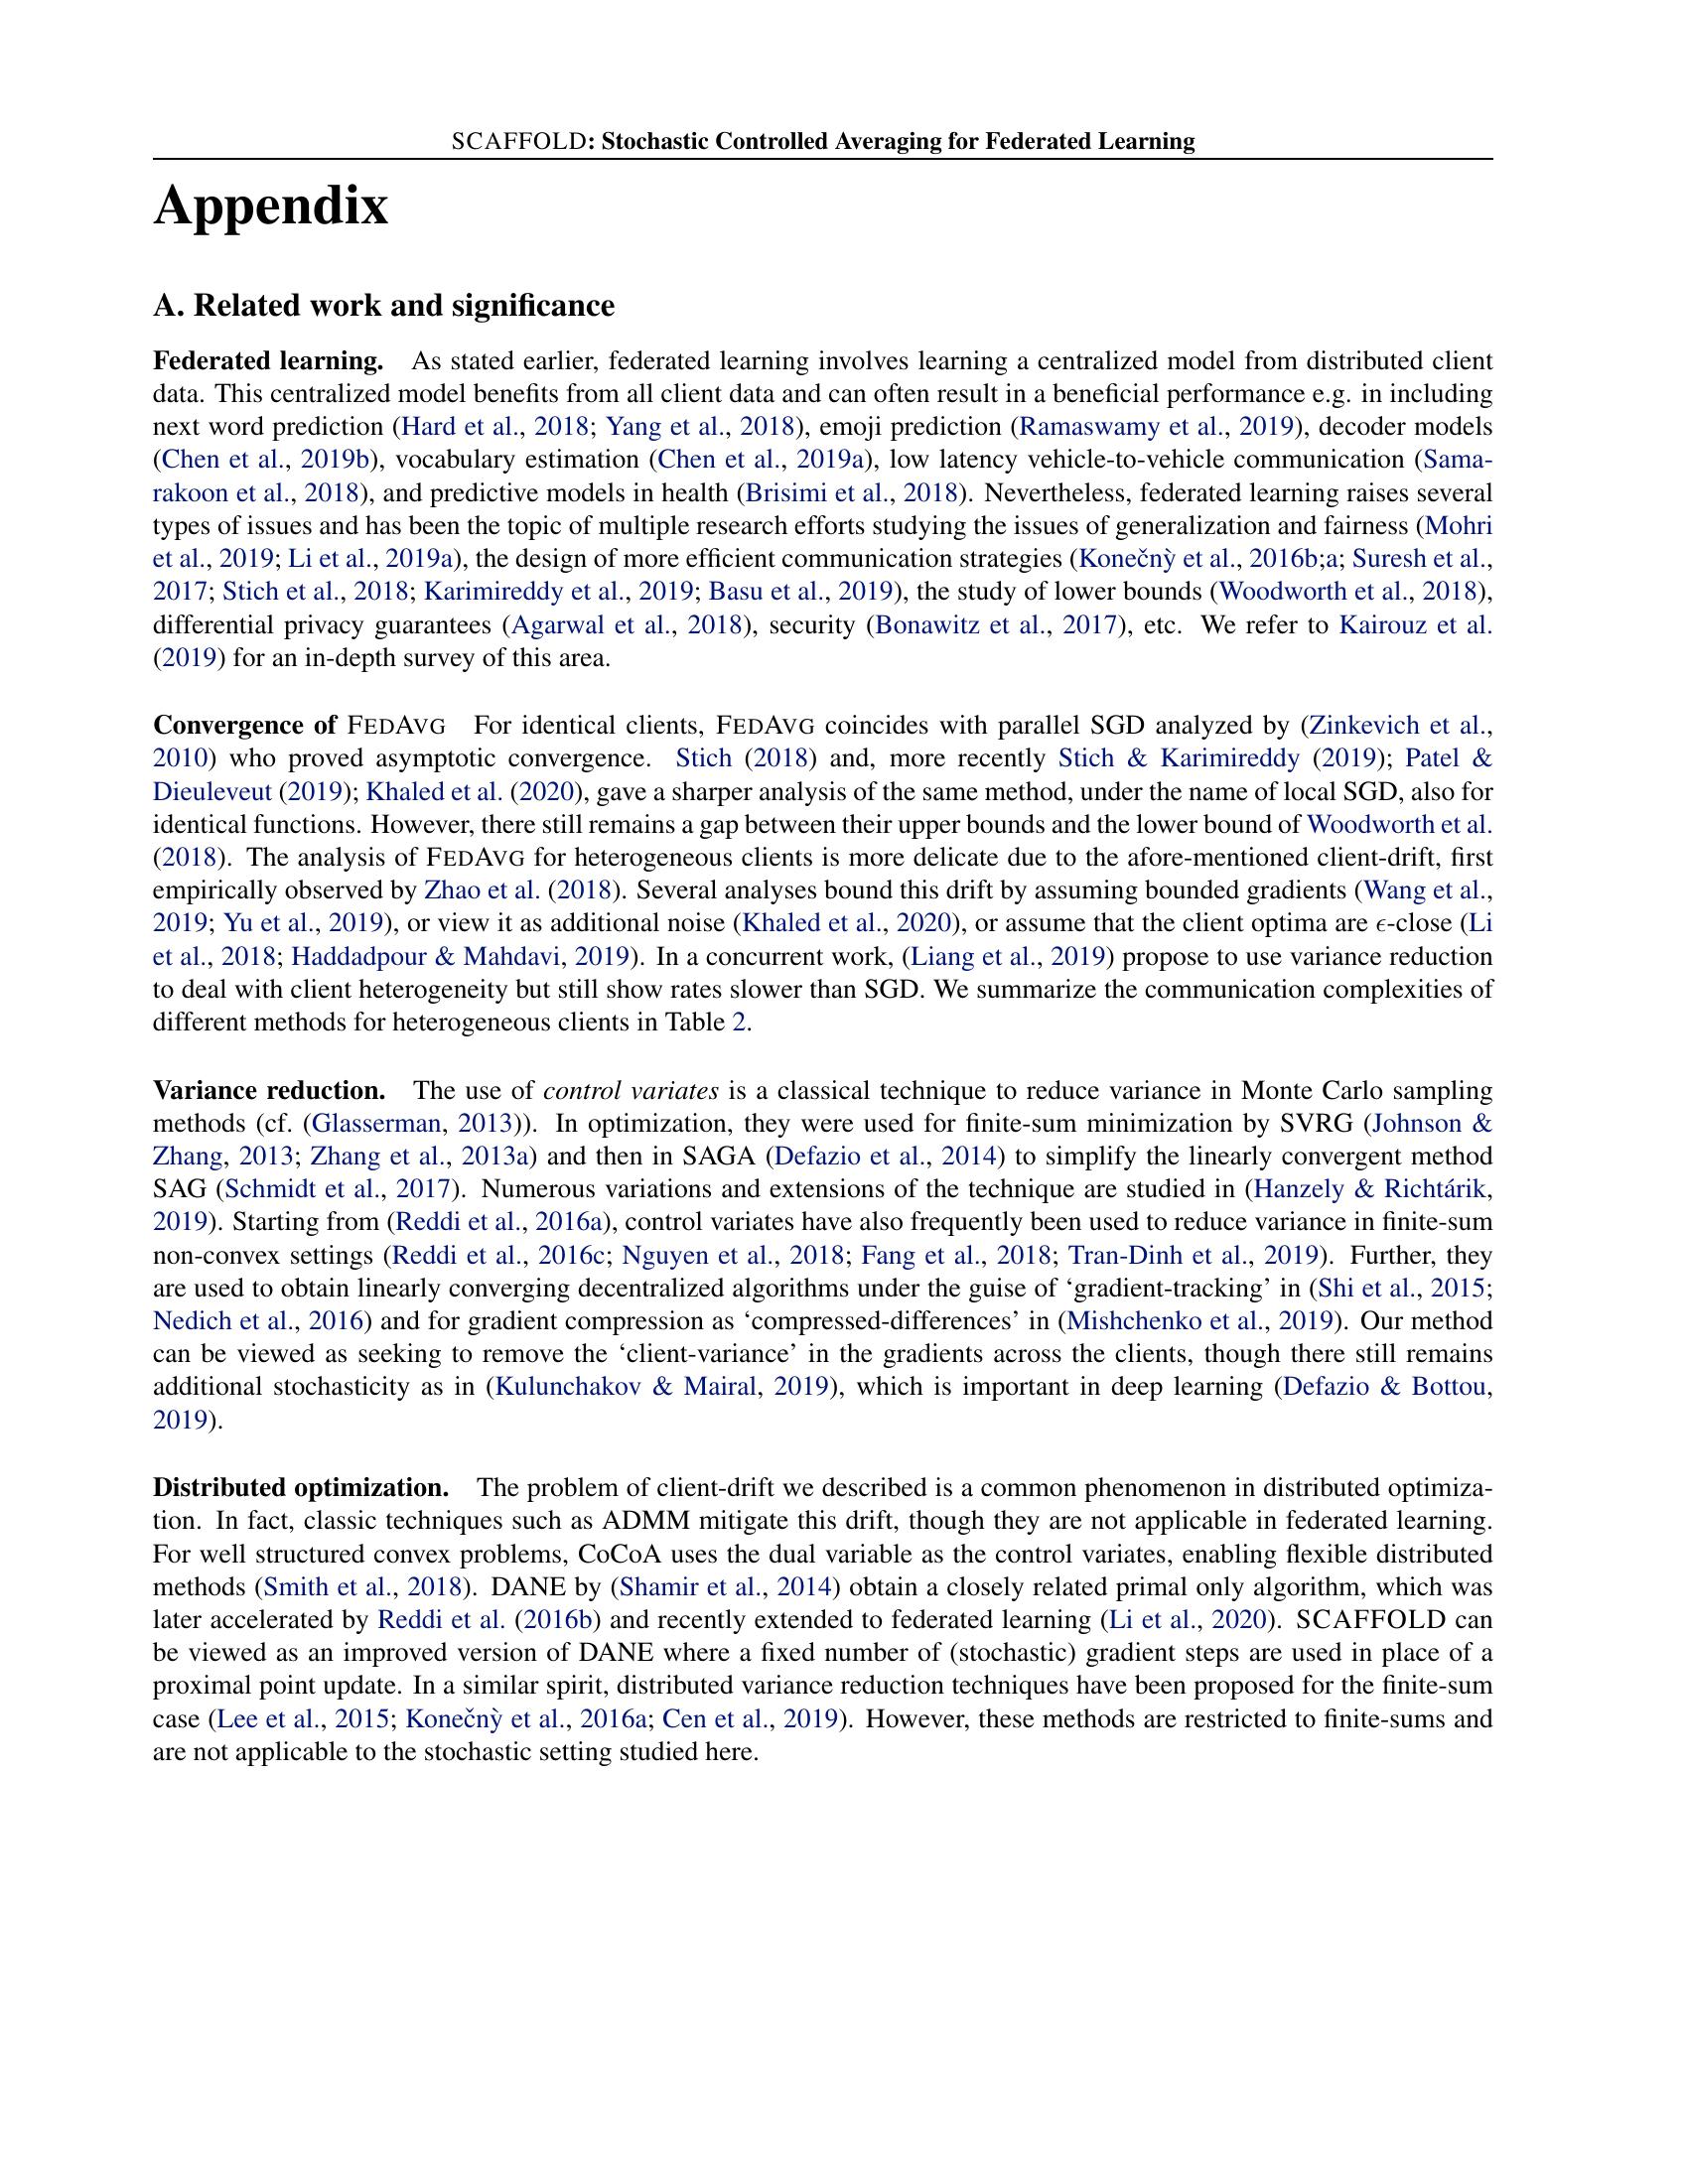 SCAFFOLD: Stochastic Controlled Averaging for Federated Learning
Appendix
A. Related work and significance
Federated learning. As stated earlier, federated learning involves learning a centralized model from distributed client
data. This centralized model benefits from all client data and can often result in a beneficial performance e.g. in including
next word prediction (Hard et al., 2018; Yang et al., 2018), emoji prediction (Ramaswamy et al., 2019), decoder models
(Chen et al., 2019b), vocabulary estimation (Chen et al., 2019a), low latency vehicle-to-vehicle communication (Sama-
rakoon et al., 2018), and predictive models in health (Brisimi et al., 2018). Nevertheless, federated learning raises several
types of issues and has been the topic of multiple research efforts studying the issues of generalization and fairness (Mohri
et al., 2019; Li et al., 2019a), the design of more efficient communication strategies (Konečnỳ et al., 2016b;a; Suresh et al.,
2017; Stich et al., 2018; Karimireddy et al., 2019; Basu et al., 2019), the study of lower bounds (Woodworth et al., 2018),
differential privacy guarantees (Agarwal et al., 2018), security (Bonawitz et al., 2017), etc. We refer to Kairouz et al.
(2019) for an in-depth survey of this area.
Convergence of FEDAVG For identical clients, FEDAVG coincides with parallel SGD analyzed by (Zinkevich et al.,
2010) who proved asymptotic convergence. Stich (2018) and, more recently Stich & Karimireddy (2019); Patel &
Dieuleveut (2019); Khaled et al. (2020), gave a sharper analysis of the same method, under the name of local SGD, also for
identical functions. However, there still remains a gap between their upper bounds and the lower bound of Woodworth et al.
(2018). The analysis of FEDAVG for heterogeneous clients is more delicate due to the afore-mentioned client-drift, first
empirically observed by Zhao et al. (2018). Several analyses bound this drift by assuming bounded gradients (Wang et al.,
2019; Yu et al., 2019), or view it as additional noise (Khaled et al., 2020), or assume that the client optima are ϵ-close (Li
et al., 2018; Haddadpour & Mahdavi, 2019). In a concurrent work, (Liang et al., 2019) propose to use variance reduction
to deal with client heterogeneity but still show rates slower than SGD. We summarize the communication complexities of
different methods for heterogeneous clients in Table 2.
Variance reduction. The use of control variates is a classical technique to reduce variance in Monte Carlo sampling
methods (cf. (Glasserman, 2013)). In optimization, they were used for finite-sum minimization by SVRG (Johnson &
Zhang, 2013; Zhang et al., 2013a) and then in SAGA (Defazio et al., 2014) to simplify the linearly convergent method
SAG (Schmidt et al., 2017). Numerous variations and extensions of the technique are studied in (Hanzely & Richtárik,
2019). Starting from (Reddi et al., 2016a), control variates have also frequently been used to reduce variance in finite-sum
non-convex settings (Reddi et al., 2016c; Nguyen et al., 2018; Fang et al., 2018; Tran-Dinh et al., 2019). Further, they
are used to obtain linearly converging decentralized algorithms under the guise of ‘gradient-tracking’ in (Shi et al., 2015;
Nedich et al., 2016) and for gradient compression as ‘compressed-differences’ in (Mishchenko et al., 2019). Our method
can be viewed as seeking to remove the ‘client-variance’ in the gradients across the clients, though there still remains
additional stochasticity as in (Kulunchakov & Mairal, 2019), which is important in deep learning (Defazio & Bottou,
2019).
Distributed optimization. The problem of client-drift we described is a common phenomenon in distributed optimiza-
tion. In fact, classic techniques such as ADMM mitigate this drift, though they are not applicable in federated learning.
For well structured convex problems, CoCoA uses the dual variable as the control variates, enabling flexible distributed
methods (Smith et al., 2018). DANE by (Shamir et al., 2014) obtain a closely related primal only algorithm, which was
later accelerated by Reddi et al. (2016b) and recently extended to federated learning (Li et al., 2020). SCAFFOLD can
be viewed as an improved version of DANE where a fixed number of (stochastic) gradient steps are used in place of a
proximal point update. In a similar spirit, distributed variance reduction techniques have been proposed for the finite-sum
case (Lee et al., 2015; Konečnỳ et al., 2016a; Cen et al., 2019). However, these methods are restricted to finite-sums and
are not applicable to the stochastic setting studied here.